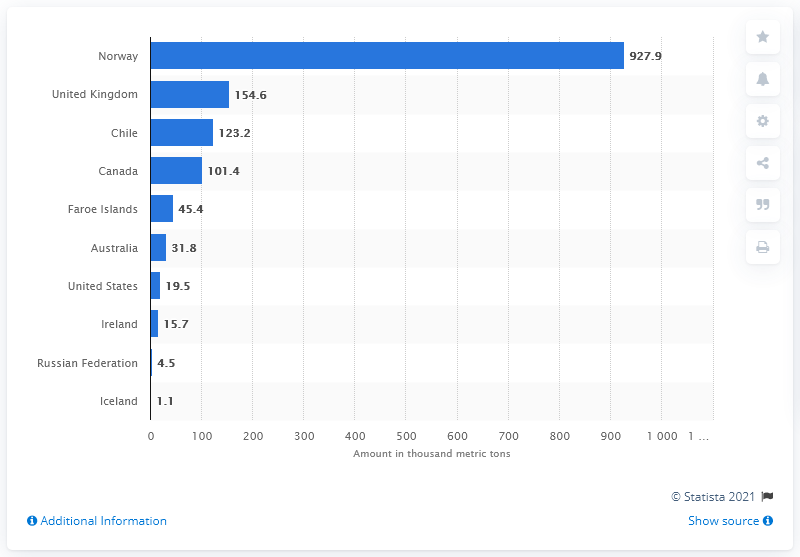 Norway 927.9
United Kingdom 154.6
Chile 123.2
Canada 101.4
Faroe Islands 45.4
Australia 31.8
United States 19.5
Ireland 15.7
Russian Federation 4.5
Iceland 1.1
0 100 200 300 400 500 600 700 800 900 1 000 1 ...
Amount in thousand metric tons
© Statista 2021
Additional Information Show source